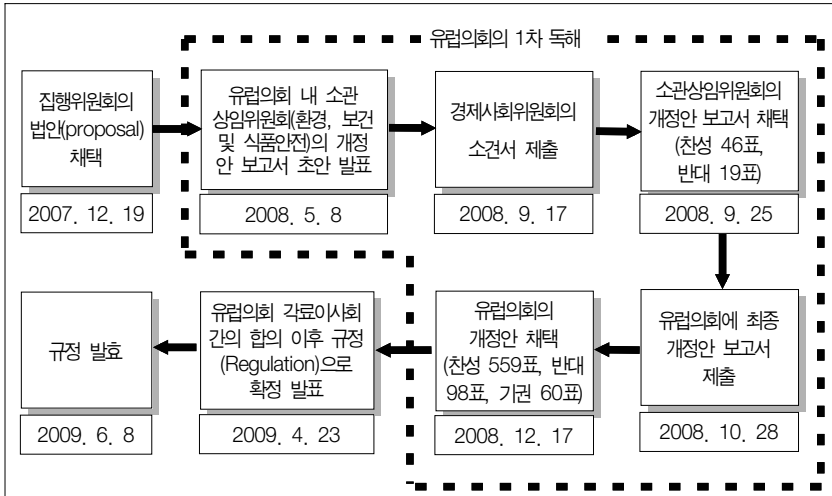 유럽의회의 1차 독해
집행위원회의
법안(proposal)
채택
2007. 12. 19
유럽의회 내 소관
상임위원회(환경, 보건
및 식품안전)의 개정
안 보고서 초안 발표
2008. 5. 8
경제사회위원회의
소견서 제출
2008. 9. 17
소관상임위원회의
개정안 보고서 채택
(찬성 46표,
반대 19표)
2008. 9. 25
유럽의회에 최종
개정안 보고서
제출
2008. 10. 28
유럽의회의
개정안 채택
(찬성 559표, 반대
98표, 기권 60표)
2008. 12. 17
유럽의회 각료이사회
간의 합의 이후 규정
(Regulation)으로
확정 발표
2009. 4. 23
규정 발효
2009. 6. 8